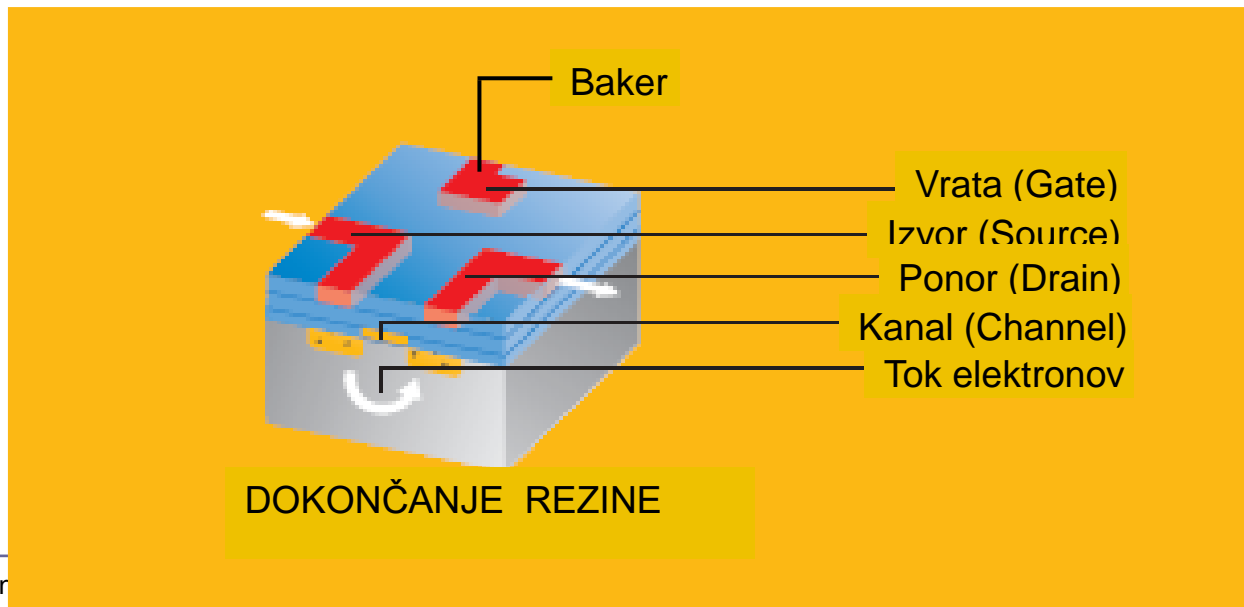 Baker
Vrata (Gate)
Izvor (Source)
Ponor (Drain)
Kanal (Channel)
Tok elektronov
DOKONČANJE REZINE